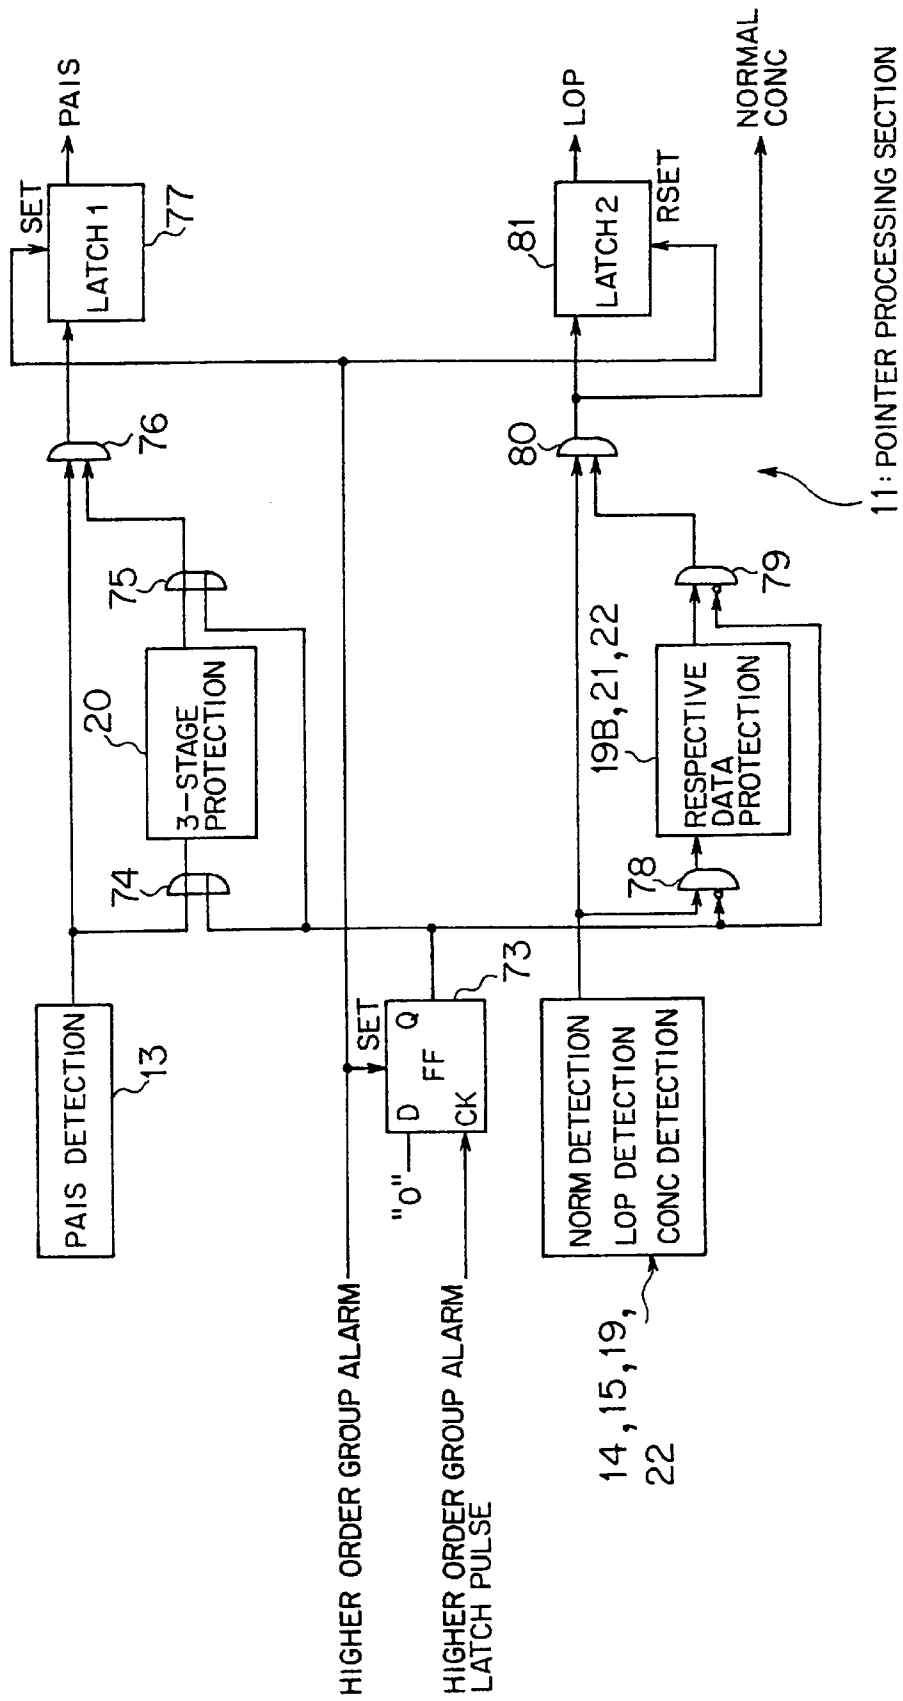 PAIS DETECTION
13
74
20
3-STAGE
PROTECTION
75
76
SET
LATCH 1
77
PAIS
HIGHER ORDER GROUP ALARM
HIGHER ORDER GROUP ALARM
LATCH PULSE
"0"
SET
D
Q
FF
CK
73
NORM DETECTION
LOP DETECTION
CONC DETECTION
14, 15, 19,
22
78
19B, 21, 22
RESPECTIVE
DATA
PROTECTION
79
80
81
LATCH 2
RSET
LOP
NORMAL
CONC
11: POINTER PROCESSING SECTION